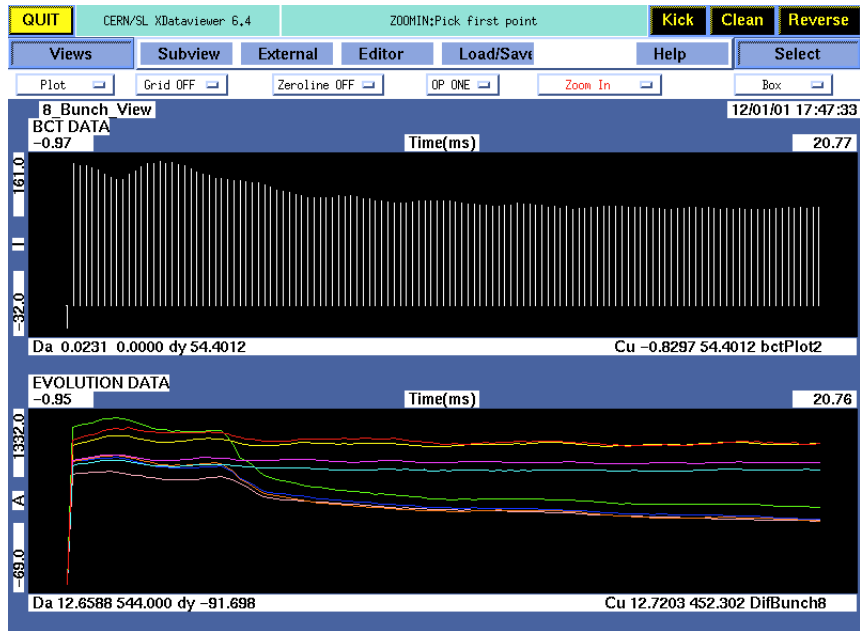 QUIT CERN/SL XDataviewer 6.4 ZOOMIN:Pick first point Kick Clean Reverse
Views Subview External Editor Load/Save Help Select
Plot Grid OFF Zeroline OFF OP ONE Zoom In Box
8_Bunch_View 12/01/01 17:47:33
BCT DATA
-0.97 Time(ms) 20.77
161.0
I
-32.0
Da 0.0231 0.0000 dy 54.4012 Cu -0.8297 54.4012 bctPlot2
EVOLUTION DATA
-0.95 Time(ms) 20.76
1332.0
A
-69.0
Da 12.6588 544.000 dy -91.698 Cu 12.7203 452.302 DifBunch8